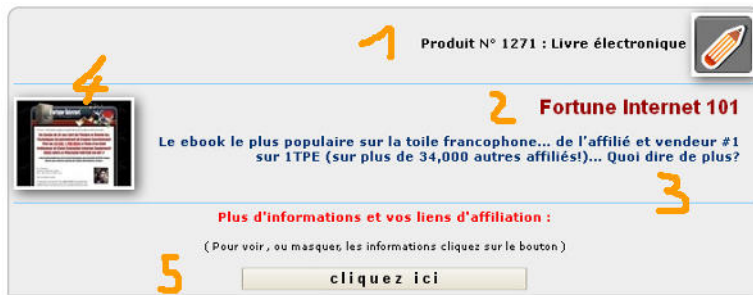 1
Produit N° 1271 : Livre électronique
4
2
Fortune Internet 101
Fortune Internet
Le ebook le plus populaire sur la toile francophone... de l'affilié et vendeur #1
sur 1TPE (sur plus de 34,000 autres affiliés!)... Quoi dire de plus?
3
Plus d'informations et vos liens d'affiliation :
( Pour voir , ou masquer, les informations cliquez sur le bouton )
5
cliquez ici